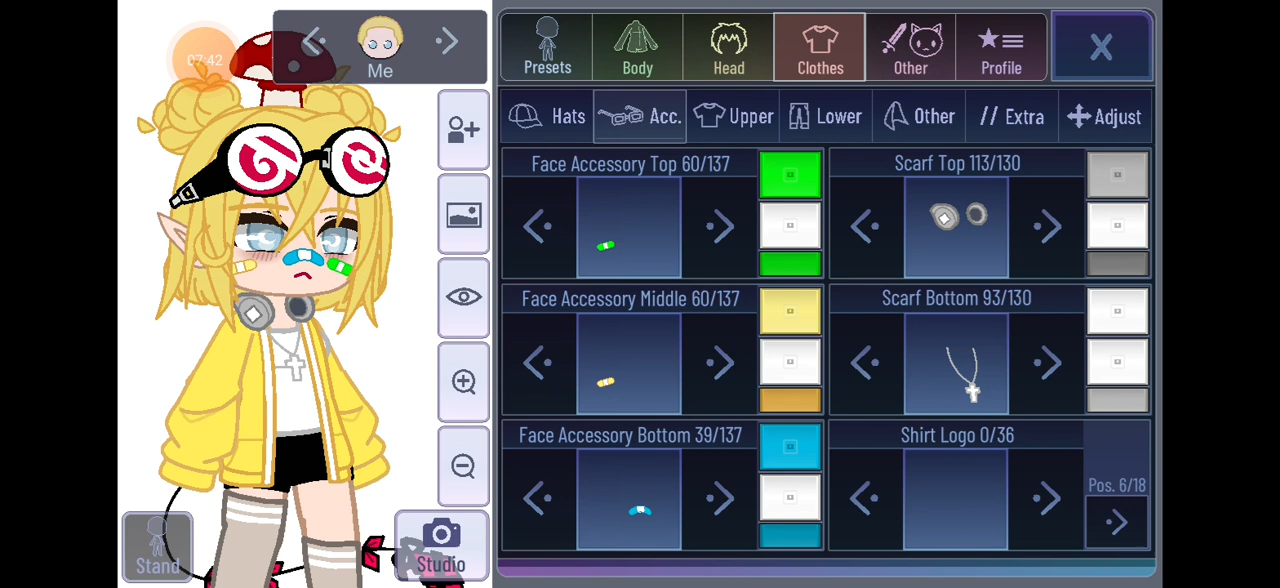 07:42
Me
Stand
Studio
Presets
Body
Head
Clothes
Other
Profile
X
Hats
Acc.
Upper
Lower
Other
// Extra
Adjust
Face Accessory Top 60/137
Scarf Top 113/130
Face Accessory Middle 60/137
Scarf Bottom 93/130
Face Accessory Bottom 39/137
Shirt Logo 0/36
Pos. 6/18